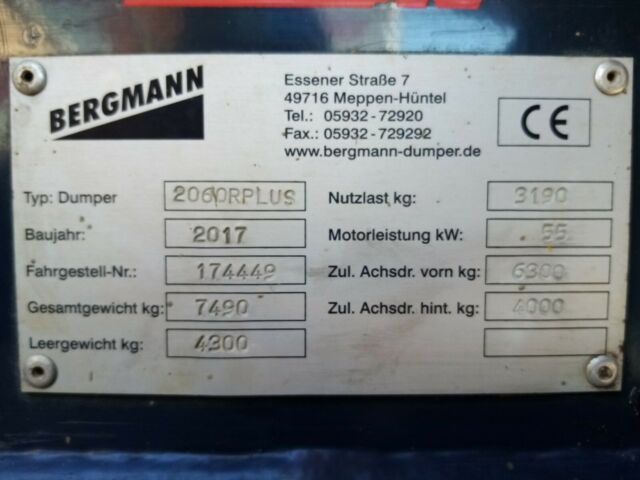 BERGMANN
Essener Straße 7
49716 Meppen-Hüntel
Tel.: 05932-72920
Fax.: 05932-729292
www.bergmann-dumper.de
CE
Typ: Dumper 2060RPLUS
Baujahr: 2017
Fahrgestell-Nr.: 174449
Gesamtgewicht kg: 7490
Leergewicht kg: 4300
Nutzlast kg: 3190
Motorleistung kW: 55
Zul. Achsdr. vorn kg: 6300
Zul. Achsdr. hint. kg: 4000